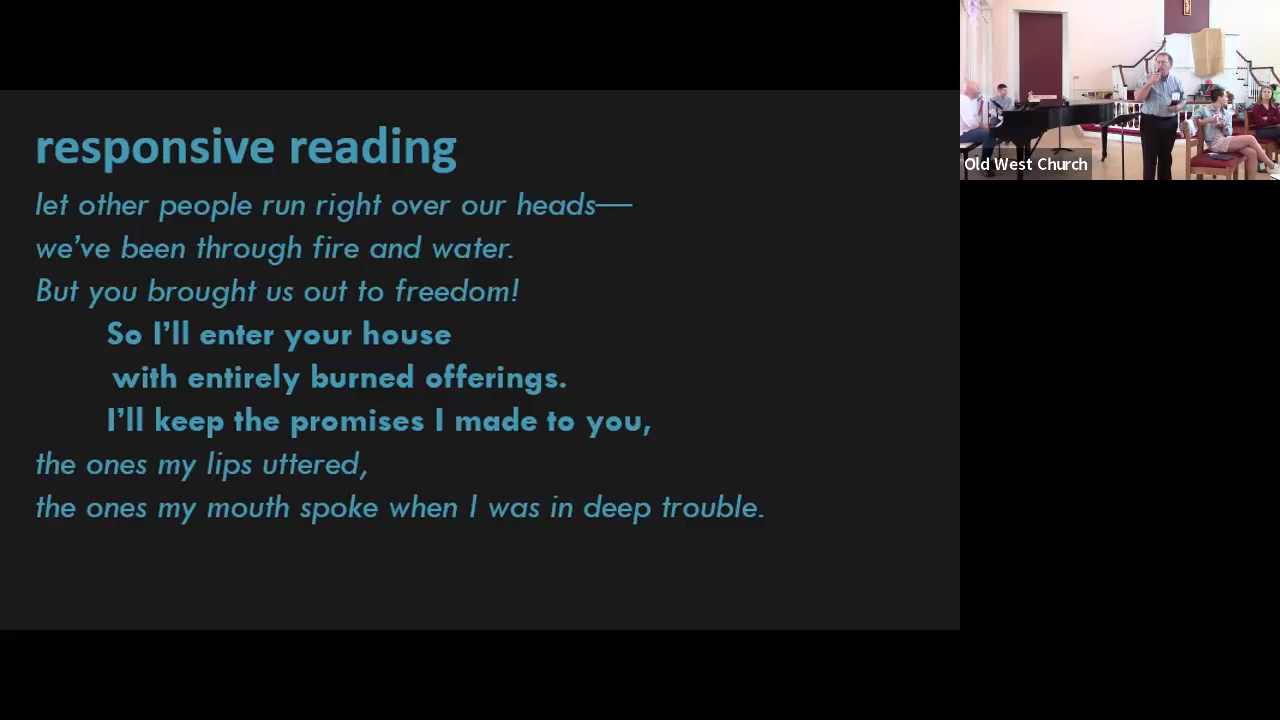 responsive reading
let other people run right over our heads—
we’ve been through fire and water.
But you brought us out to freedom!
So I’ll enter your house
with entirely burned offerings.
I’ll keep the promises I made to you,
the ones my lips uttered,
the ones my mouth spoke when I was in deep trouble.
Old West Church